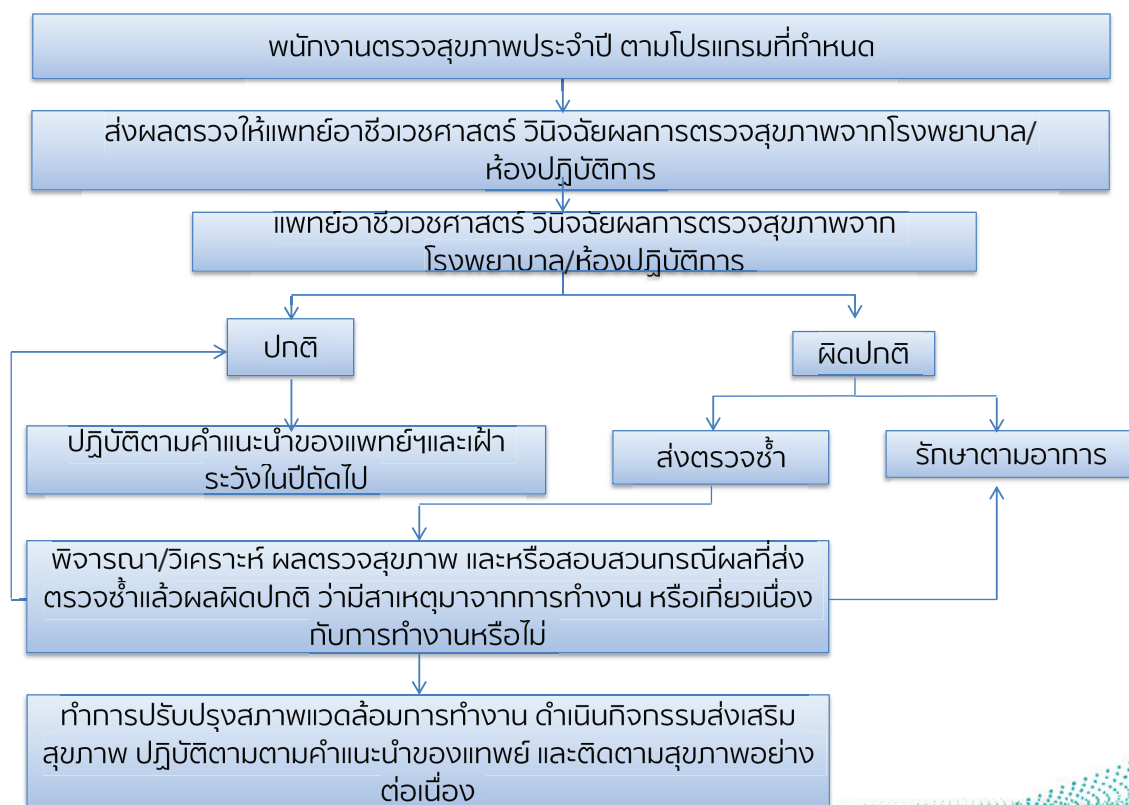 พนักงานตรวจสุขภาพประจำปี ตามโปรแกรมที่กำหนด
ส่งผลตรวจให้แพทย์อาชีวเวชศาสตร์ วินิจฉัยผลการตรวจสุขภาพจากโรงพยาบาล/
ห้องปฏิบัติการ
แพทย์อาชีวเวชศาสตร์ วินิจฉัยผลการตรวจสุขภาพจาก
โรงพยาบาล/ห้องปฏิบัติการ
ปกติ
ผิดปกติ
ปฏิบัติตามคำแนะนำของแพทย์ฯและเฝ้า
ระวังในปีถัดไป
ส่งตรวจซ้ำ
รักษาตามอาการ
พิจารณา/วิเคราะห์ ผลตรวจสุขภาพ และหรือสอบสวนกรณีผลที่ส่ง
ตรวจซ้ำแล้วผลผิดปกติ ว่ามีสาเหตุมาจากการทำงาน หรือเกี่ยวเนื่อง
กับการทำงานหรือไม่
ทำการปรับปรุงสภาพแวดล้อมการทำงาน ดำเนินกิจกรรมส่งเสริม
สุขภาพ ปฏิบัติตามตามคำแนะนำของแทพย์ และติดตามสุขภาพอย่าง
ต่อเนื่อง